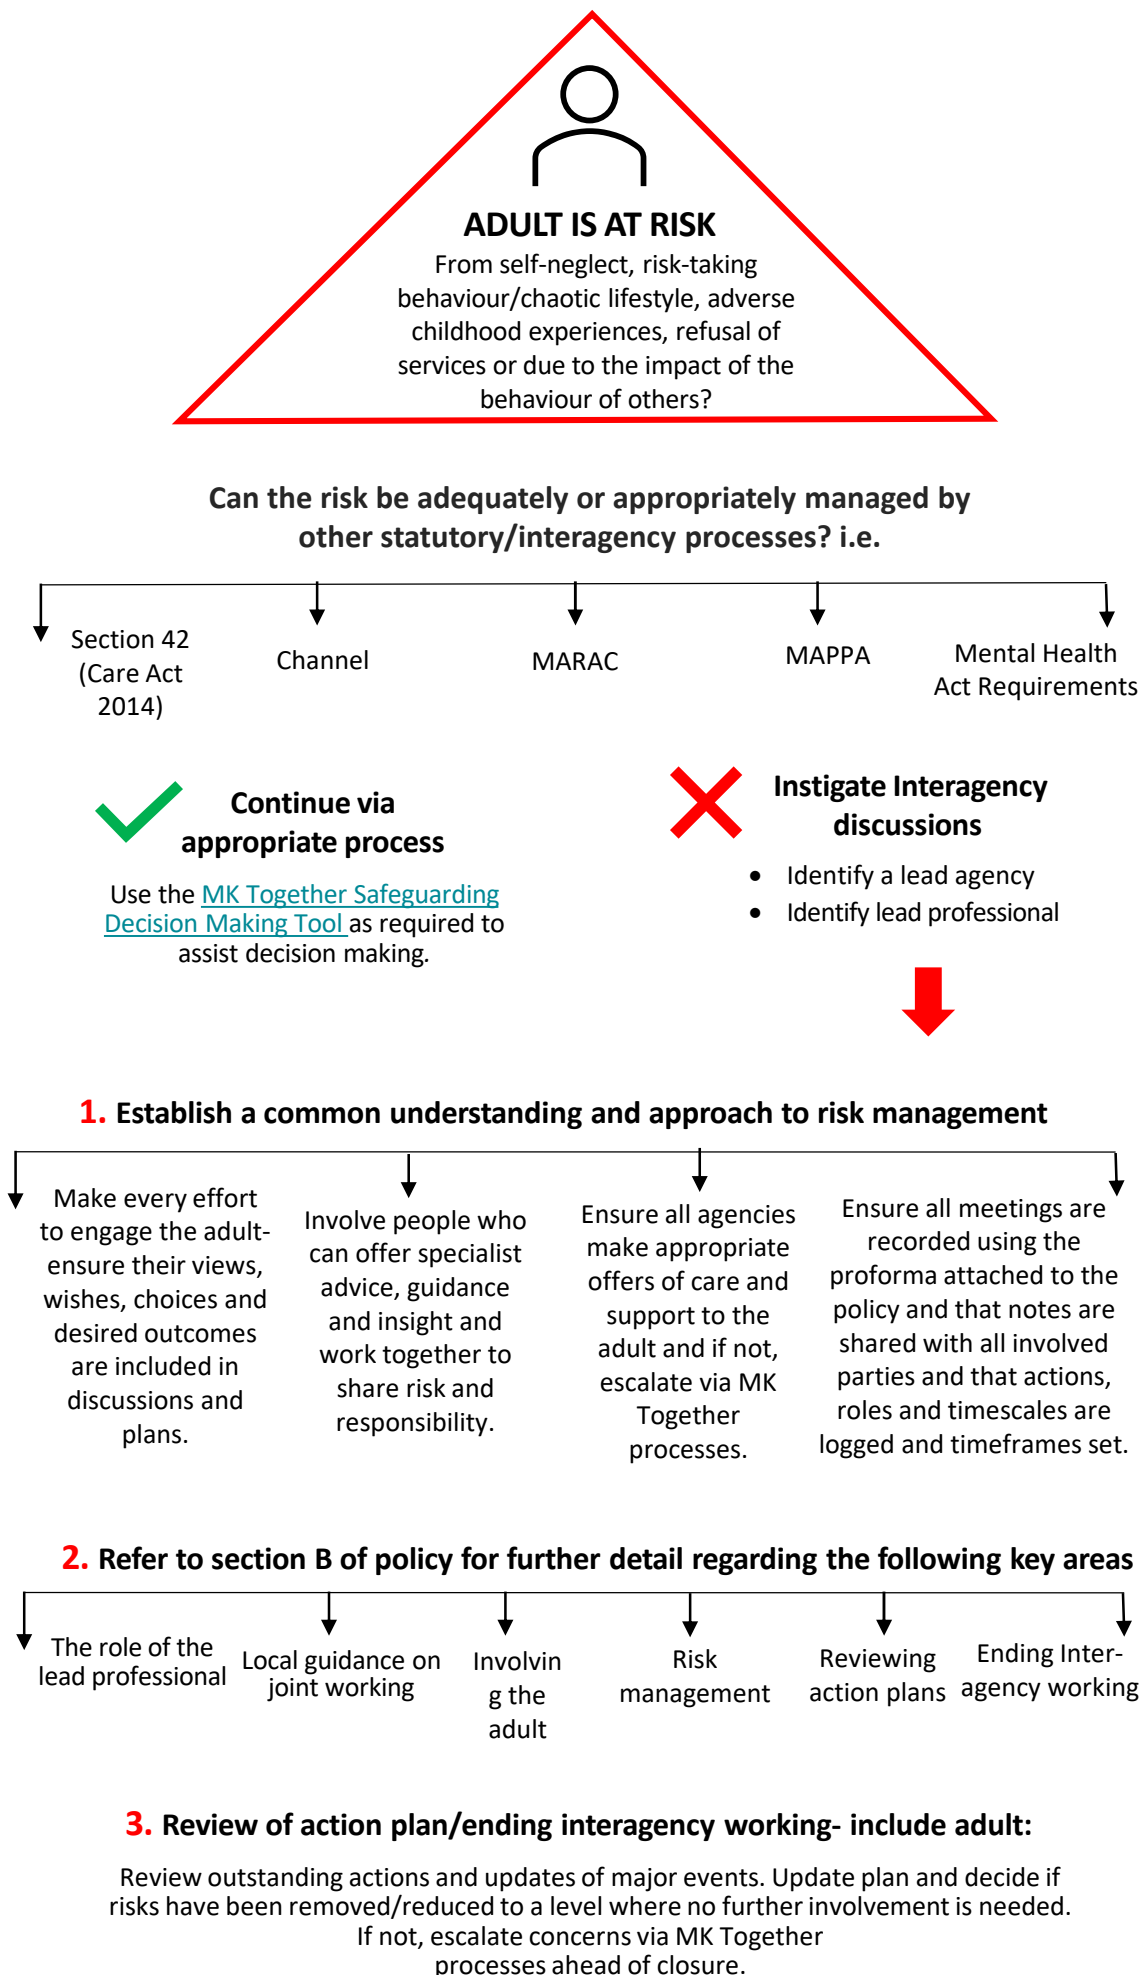 ADULT IS AT RISK
From self-neglect, risk-taking
behaviour/chaotic lifestyle, adverse
childhood experiences, refusal of
services or due to the impact of the
behaviour of others?
Can the risk be adequately or appropriately managed by
other statutory/interagency processes? i.e.
Section 42
(Care Act
2014)
Channel
MARAC
MAPPA
Mental Health
Act Requirements
Continue via
appropriate process
Use the MK Together Safeguarding
Decision Making Tool as required to
assist decision making.
Instigate Interagency
discussions
• Identify a lead agency
• Identify lead professional
1. Establish a common understanding and approach to risk management
Make every effort
to engage the adult-
ensure their views,
wishes, choices and
desired outcomes
are included in
discussions and
plans.
Involve people who
can offer specialist
advice, guidance
and insight and
work together to
share risk and
responsibility.
Ensure all agencies
make appropriate
offers of care and
support to the
adult and if not,
escalate via MK
Together
processes.
Ensure all meetings are
recorded using the
proforma attached to the
policy and that notes are
shared with all involved
parties and that actions,
roles and timescales are
logged and timeframes set.
2. Refer to section B of policy for further detail regarding the following key areas
The role of the
lead professional
Local guidance on
joint working
Involvin
g the
adult
Risk
management
Reviewing
action plans
Ending Inter-
agency working
3. Review of action plan/ending interagency working- include adult:
Review outstanding actions and updates of major events. Update plan and decide if
risks have been removed/reduced to a level where no further involvement is needed.
If not, escalate concerns via MK Together
processes ahead of closure.